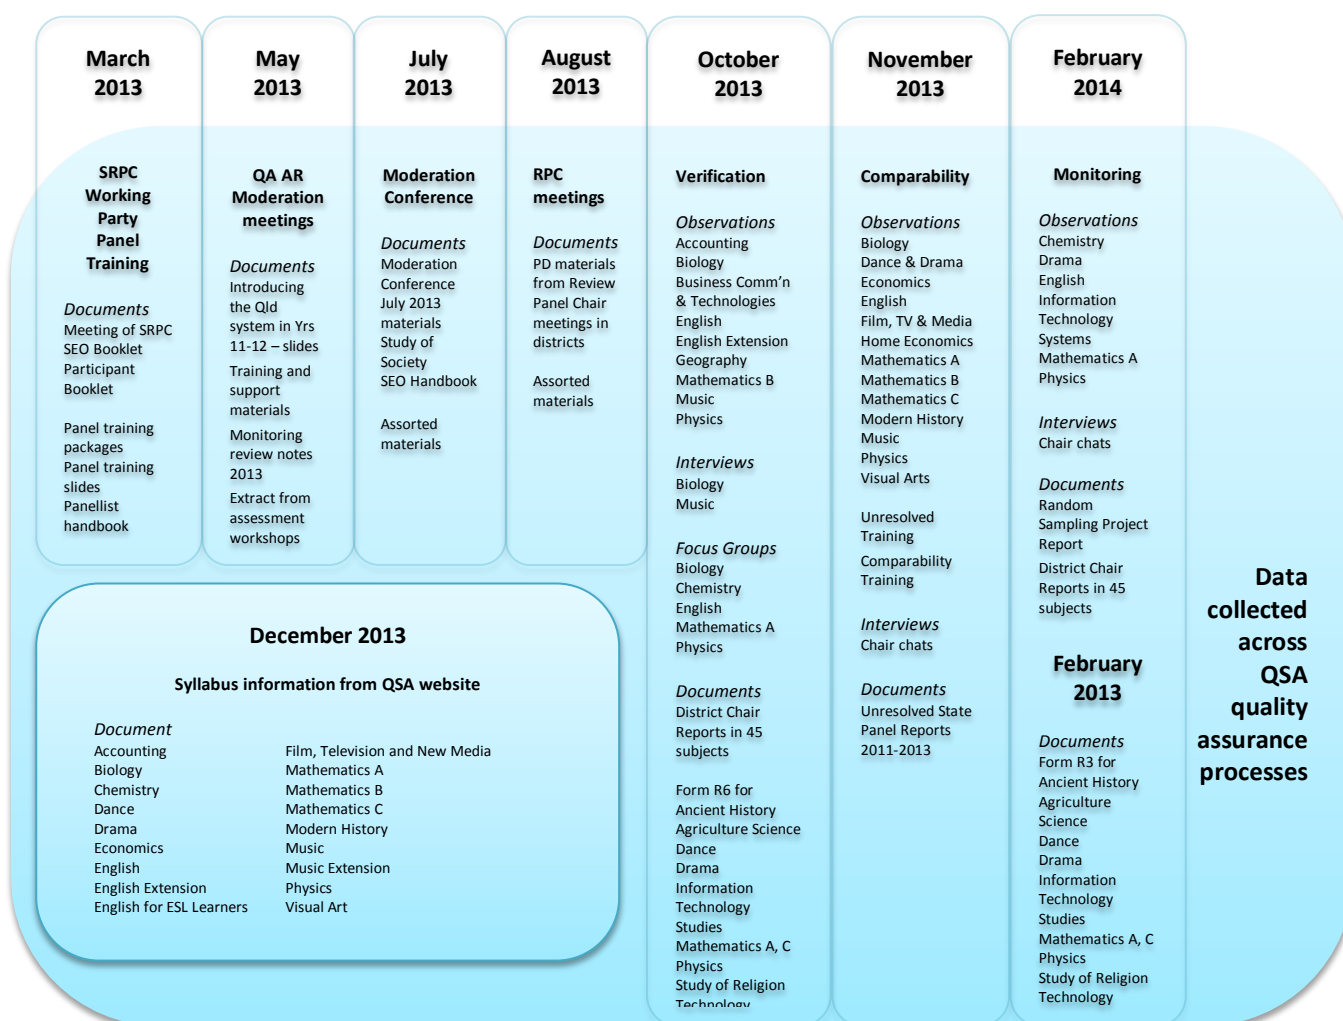 March
2013
SRPC
Working
Party
Panel
Training
Documents
Meeting of SRPC
SEO Booklet
Participant
Booklet
Panel training
packages
Panel training
slides
Panellist
handbook
May
2013
QA AR
Moderation
meetings
Documents
Introducing
the Qld
system in Yrs
11-12 – slides
Training and
support
materials
Monitoring
review notes
2013
Extract from
assessment
workshops
July
2013
Moderation
Conference
Documents
Moderation
Conference
July 2013
materials
Study of
Society
SEO Handbook
Assorted
materials
August
2013
RPC
meetings
Documents
PD materials
from Review
Panel Chair
meetings in
districts
Assorted
materials
October
2013
Verification
Observations
Accounting
Biology
Business Comm’n
& Technologies
English
English Extension
Geography
Mathematics B
Music
Physics
Interviews
Biology
Music
Focus Groups
Biology
Chemistry
English
Mathematics A
Physics
Documents
District Chair
Reports in 45
subjects
Form R6 for
Ancient History
Agriculture Science
Dance
Drama
Information
Technology
Studies
Mathematics A, C
Physics
Study of Religion
Technology
November
2013
Comparability
Observations
Biology
Dance & Drama
Economics
English
Film, TV & Media
Home Economics
Mathematics A
Mathematics B
Mathematics C
Modern History
Music
Physics
Visual Arts
Unresolved
Training
Comparability
Training
Interviews
Chair chats
Documents
Unresolved State
Panel Reports
2011-2013
February
2014
Monitoring
Observations
Chemistry
Drama
English
Information
Technology
Systems
Mathematics A
Physics
Interviews
Chair chats
Documents
Random
Sampling Project
Report
District Chair
Reports in 45
subjects
February
2013
Documents
Form R3 for
Ancient History
Agriculture
Science
Dance
Drama
Information
Technology
Studies
Mathematics A, C
Physics
Study of Religion
Technology
December 2013
Syllabus information from QSA website
Document
Accounting
Biology
Chemistry
Dance
Drama
Economics
English
English Extension
English for ESL Learners
Film, Television and New Media
Mathematics A
Mathematics B
Mathematics C
Modern History
Music
Music Extension
Physics
Visual Art
Data
collected
across
QSA
quality
assurance
processes